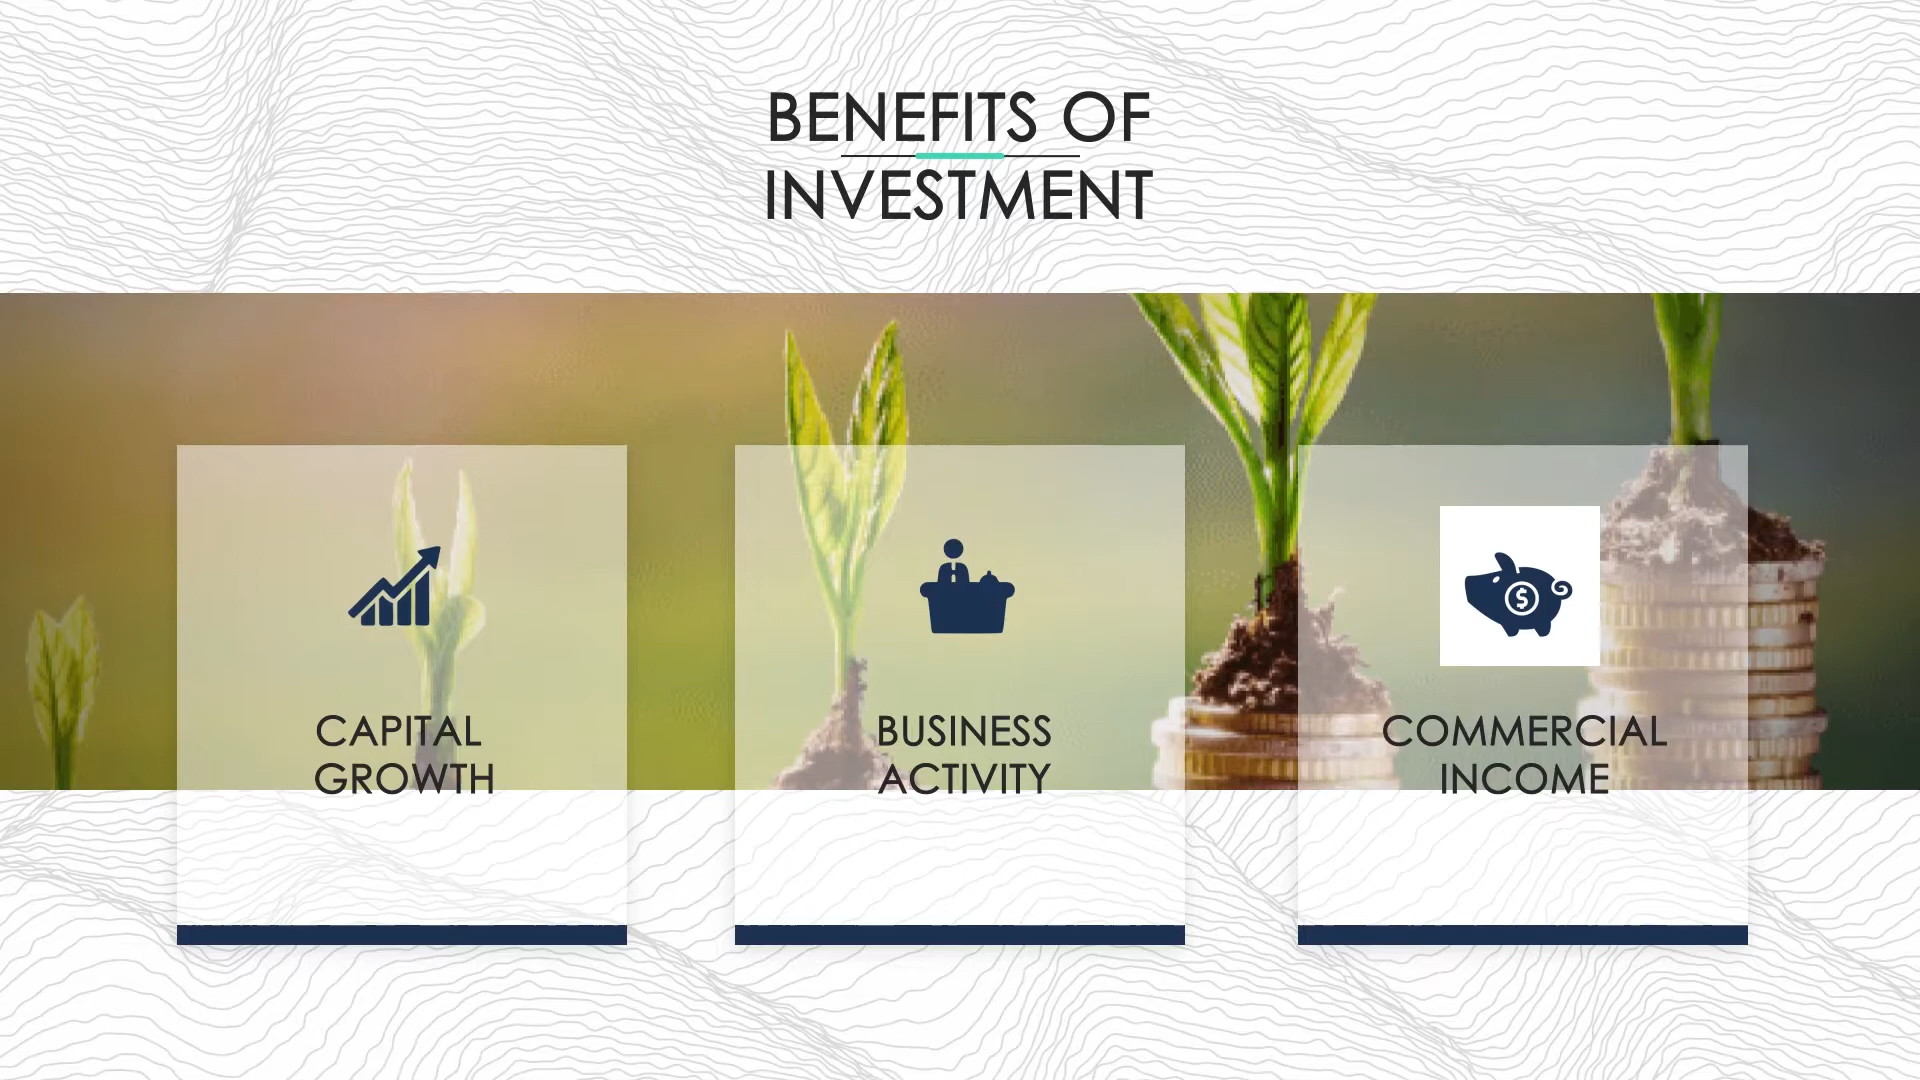 BENEFITS OF
INVESTMENT
CAPITAL
GROWTH
BUSINESS
ACTIVITY
$
COMMERCIAL
INCOME